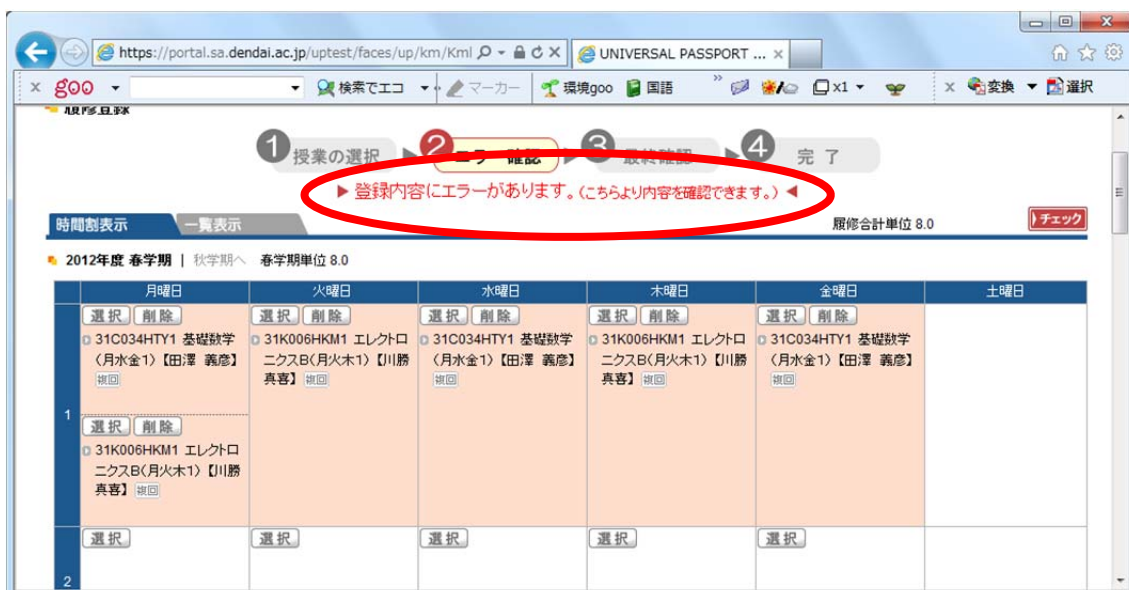 https://portal.sa.dendai.ac.jp/uptest/faces/up/km/Kml
UNIVERSAL PASSPORT ...
goo
検索でエコ
マーカー
環境goo
国語
x1
変換
選択
履修登録
1 授業の選択
2 エラー確認
3 最終確認
4 完了
登録内容にエラーがあります。(こちらより内容を確認できます。)
時間割表示
一覧表示
履修合計単位 8.0
チェック
2012年度 春学期 | 秋学期へ 春学期単位 8.0
月曜日 火曜日 水曜日 木曜日 金曜日 土曜日
1
選択 削除
31C034HTY1 基礎数学
(月水金1)【田澤 義彦】
複回
選択 削除
31K006HKM1 エレクトロ
ニクスB(月火木1)【川勝
真喜】 複回
選択 削除
31K006HKM1 エレクトロ
ニクスB(月火木1)【川勝
真喜】 複回
選択 削除
31C034HTY1 基礎数学
(月水金1)【田澤 義彦】
複回
選択 削除
31K006HKM1 エレクトロ
ニクスB(月火木1)【川勝
真喜】 複回
選択 削除
31C034HTY1 基礎数学
(月水金1)【田澤 義彦】
複回
2
選択 選択 選択 選択 選択